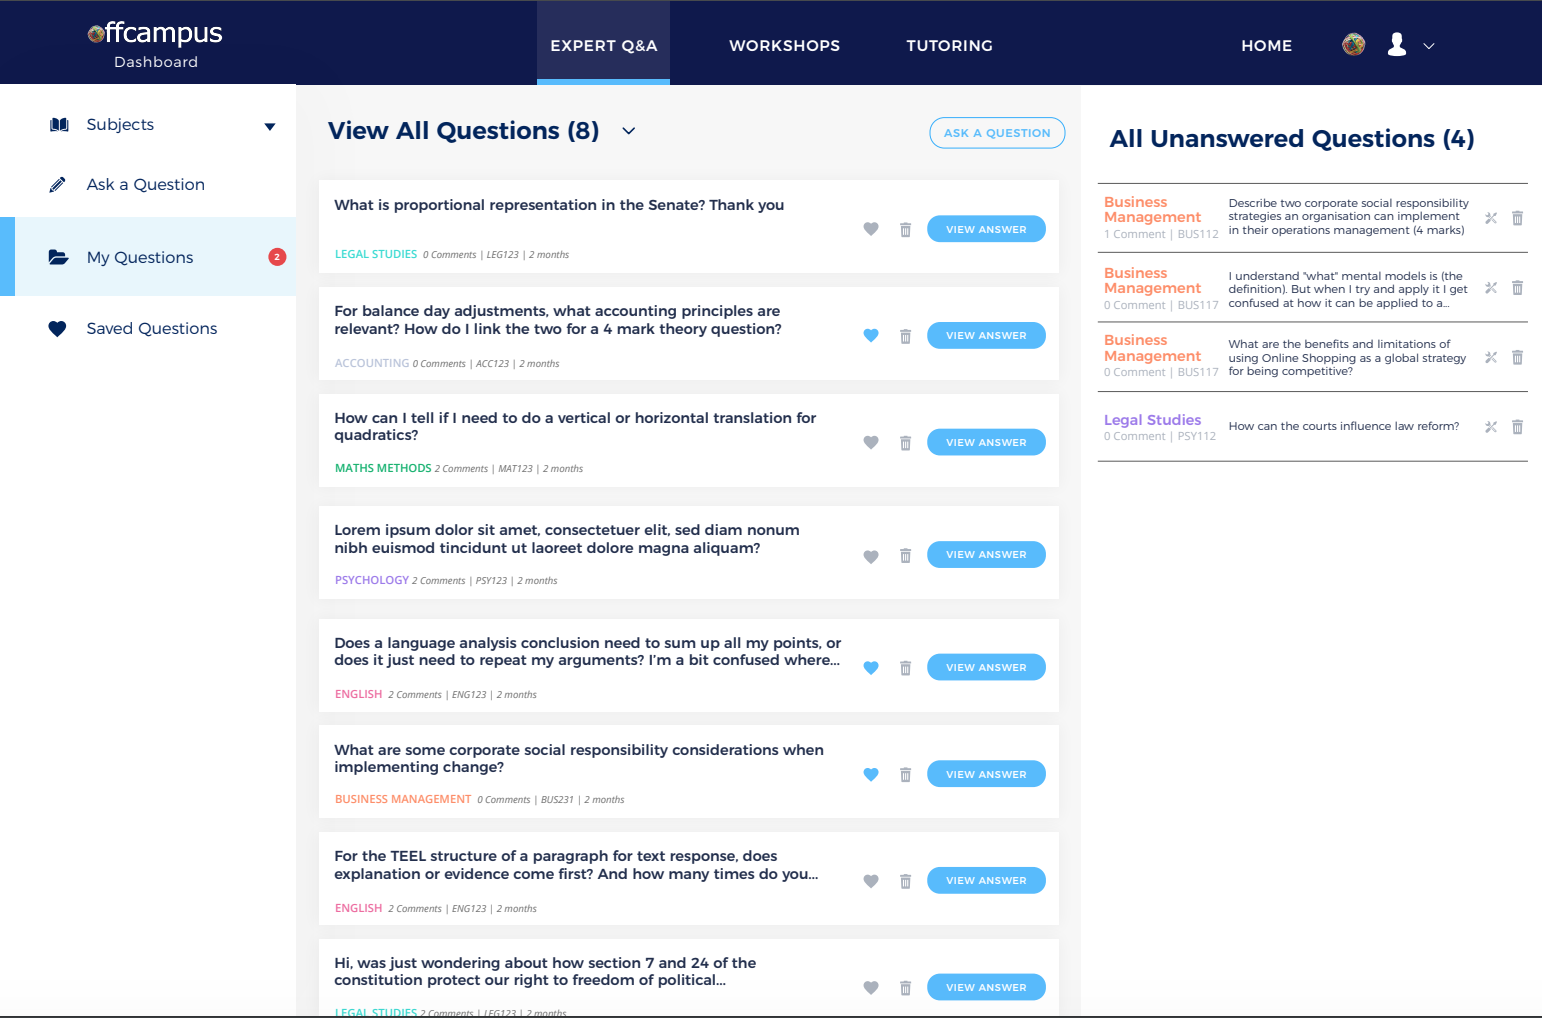 offcampus
Dashboard
EXPERT Q&A
WORKSHOPS
TUTORING
HOME
Subjects
Ask a Question
My Questions
2
Saved Questions
View All Questions (8)
ASK A QUESTION
What is proportional representation in the Senate? Thank you
LEGAL STUDIES 0 Comments | LEG123 | 2 months
VIEW ANSWER
For balance day adjustments, what accounting principles are
relevant? How do I link the two for a 4 mark theory question?
ACCOUNTING 0 Comments | ACC123 | 2 months
VIEW ANSWER
How can I tell if I need to do a vertical or horizontal translation for
quadratics?
MATHS METHODS 2 Comments | MAT123 | 2 months
VIEW ANSWER
Lorem ipsum dolor sit amet, consectetuer elit, sed diam nonum
nibh euismod tincidunt ut laoreet dolore magna aliquam?
PSYCHOLOGY 2 Comments | PSY123 | 2 months
VIEW ANSWER
Does a language analysis conclusion need to sum up all my points, or
does it just need to repeat my arguments? I'm a bit confused where...
ENGLISH 2 Comments | ENG123 | 2 months
VIEW ANSWER
What are some corporate social responsibility considerations when
implementing change?
BUSINESS MANAGEMENT 0 Comments | BUS231 | 2 months
VIEW ANSWER
For the TEEL structure of a paragraph for text response, does
explanation or evidence come first? And how many times do you...
ENGLISH 2 Comments | ENG123 | 2 months
VIEW ANSWER
Hi, was just wondering about how section 7 and 24 of the
constitution protect our right to freedom of political...
LEGAL STUDIES 2 Comments | LEG123 | 2 months
VIEW ANSWER
All Unanswered Questions (4)
Business
Management
1 Comment | BUS112
Describe two corporate social responsibility
strategies an organisation can implement
in their operations management (4 marks)
Business
Management
0 Comment | BUS117
I understand "what" mental models is (the
definition). But when I try and apply it I get
confused at how it can be applied to a...
Business
Management
0 Comment | BUS117
What are the benefits and limitations of
using Online Shopping as a global strategy
for being competitive?
Legal Studies
0 Comment | PSY112
How can the courts influence law reform?